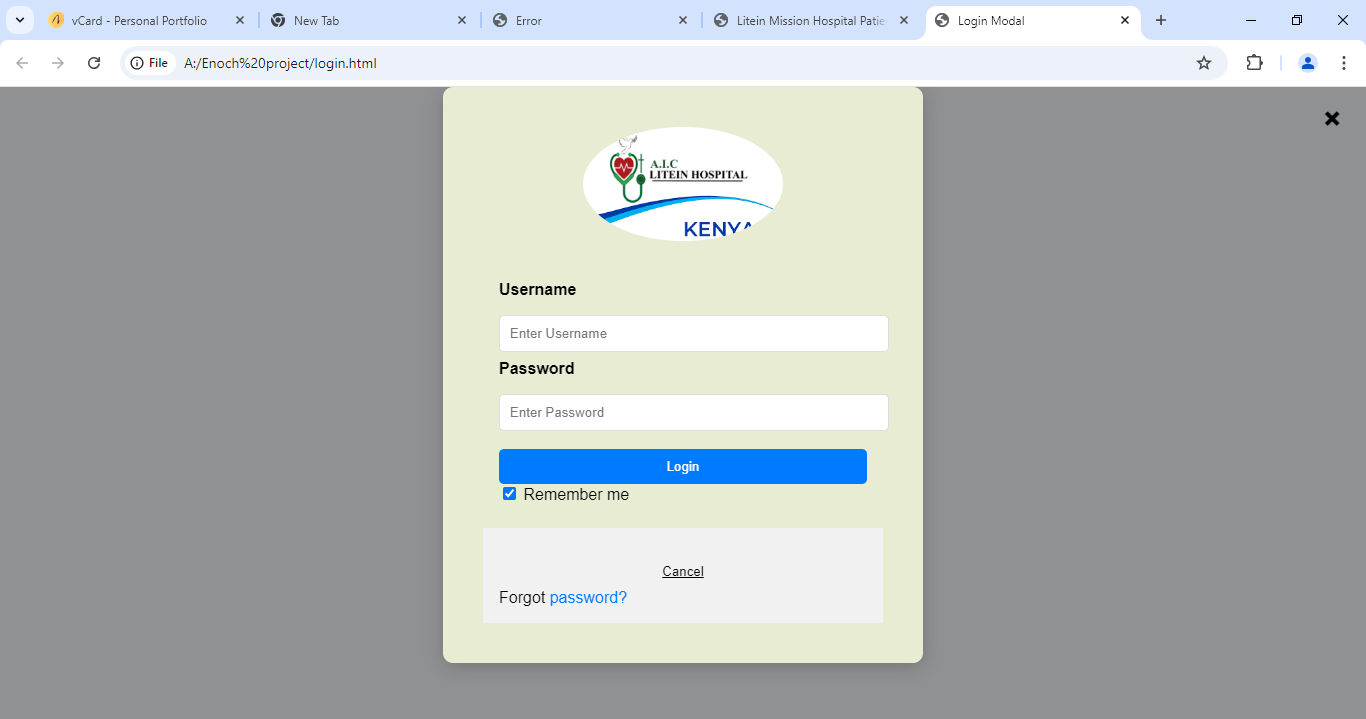 vCard - Personal Portfolio
New Tab
Error
Litein Mission Hospital Patie
Login Modal
File
A:/Enoch%20project/login.html
A.I.C
LITEIN HOSPITAL
KENYA
Username
Enter Username
Password
Enter Password
Login
Remember me
Cancel
Forgot password?